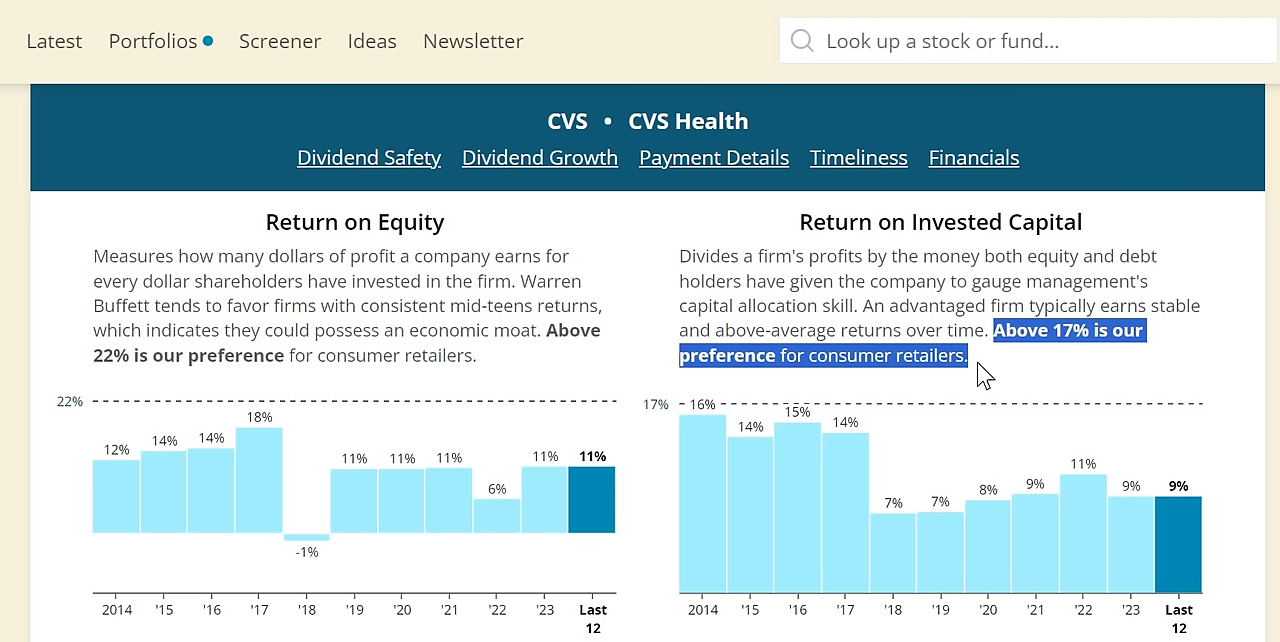 Latest Portfolios Screener Ideas Newsletter
Look up a stock or fund...
CVS • CVS Health
Dividend Safety Dividend Growth Payment Details Timeliness Financials
Return on Equity
Measures how many dollars of profit a company earns for
every dollar shareholders have invested in the firm. Warren
Buffett tends to favor firms with consistent mid-teens returns,
which indicates they could possess an economic moat. Above
22% is our preference for consumer retailers.
22%
12% 14% 14% 18% -1% 11% 11% 11% 6% 11% 11%
2014 '15 '16 '17 '18 '19 '20 '21 '22 '23 Last
12
Return on Invested Capital
Divides a firm's profits by the money both equity and debt
holders have given the company to gauge management's
capital allocation skill. An advantaged firm typically earns stable
and above-average returns over time. Above 17% is our
preference for consumer retailers.
17%
16% 14% 15% 14% 7% 7% 8% 9% 11% 9% 9%
2014 '15 '16 '17 '18 '19 '20 '21 '22 '23 Last
12